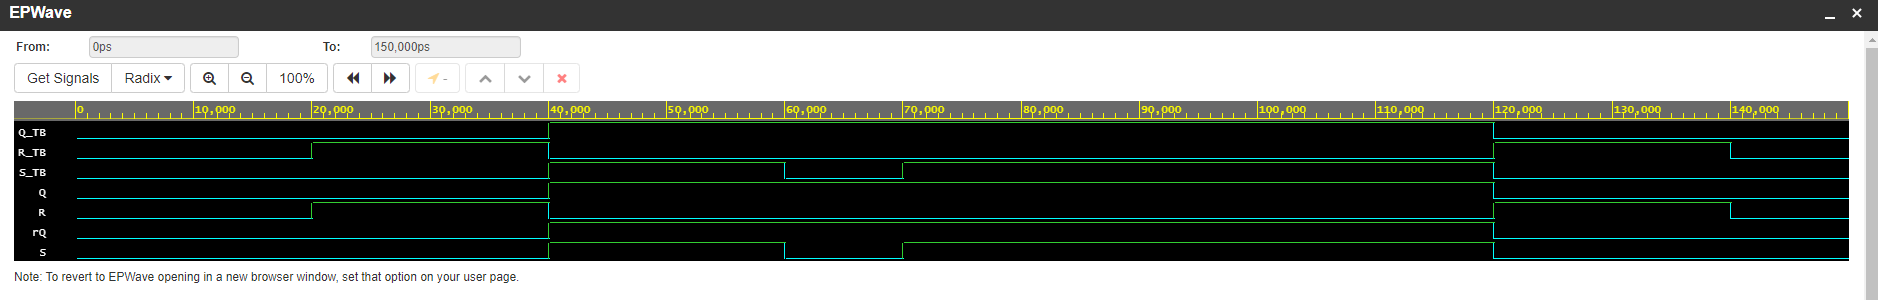 EPWave
From: 0ps To: 150,000ps
Get Signals Radix 100% -
0 10,000 20,000 30,000 40,000 50,000 60,000 70,000 80,000 90,000 100,000 110,000 120,000 130,000 140,000
Q_TB
R_TB
S_TB
Q
R
rQ
S
Note: To revert to EPWave opening in a new browser window, set that option on your user page.